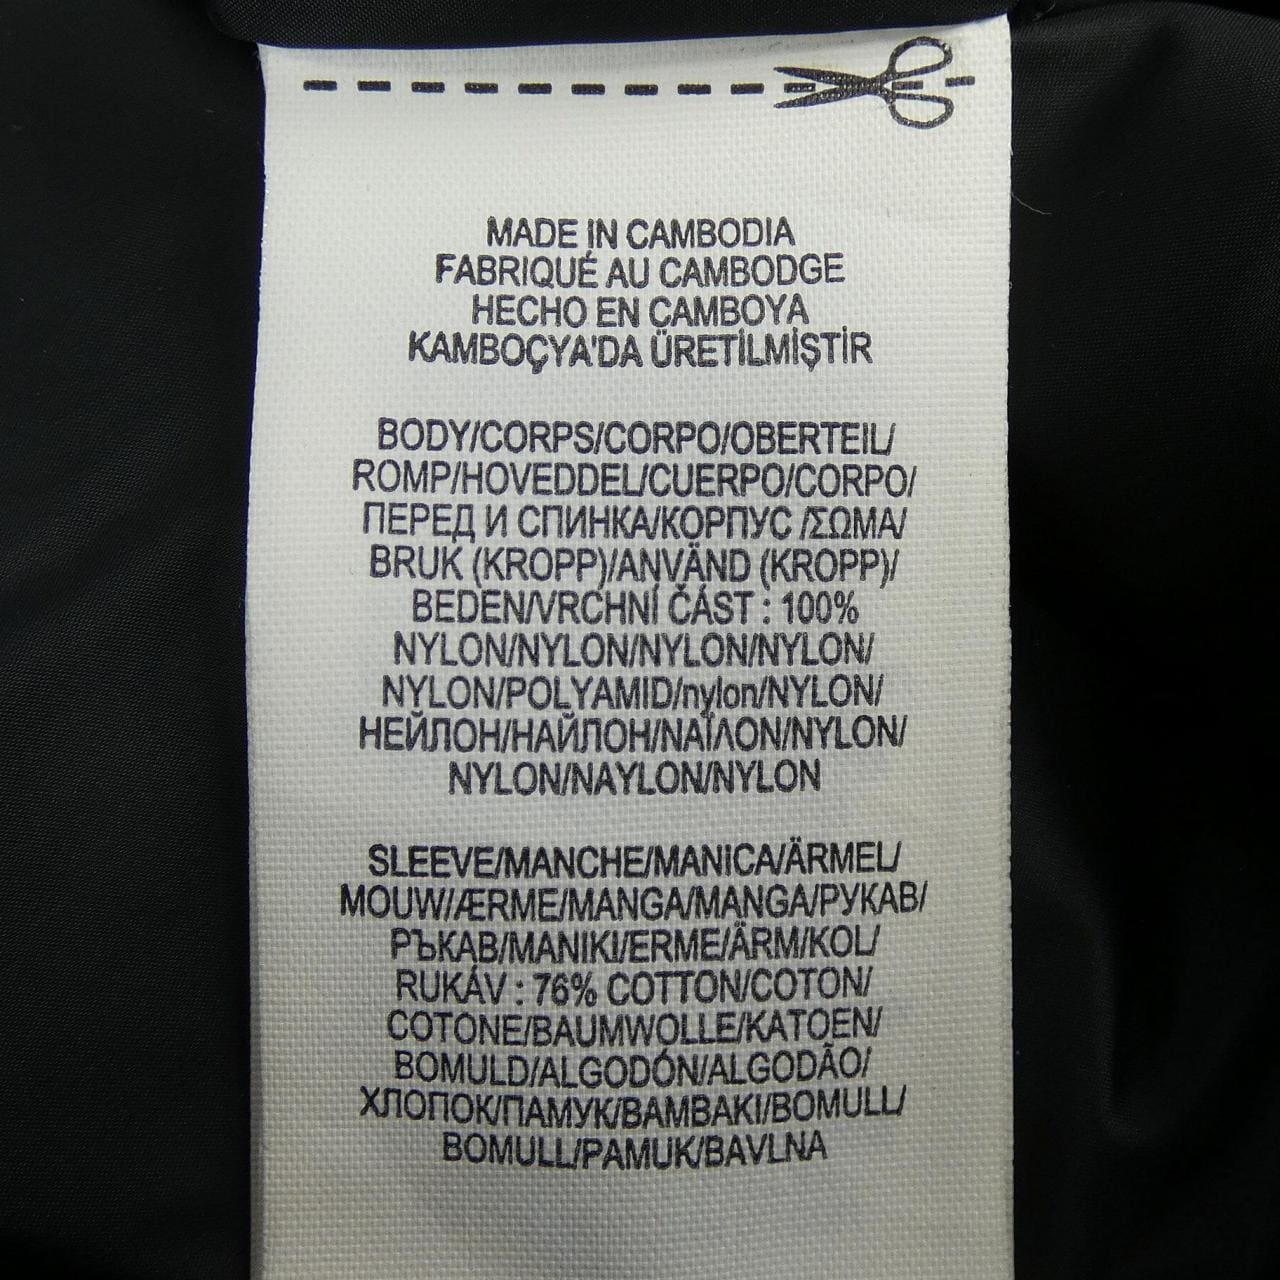 MADE IN CAMBODIA
FABRIQUÉ AU CAMBODGE
HECHO EN CAMBOYA
KAMBOÇYA'DA ÜRETİLMİŞTİR
BODY/CORPS/CORPO/OBERTEIL/
ROMP/HOVEDDEL/CUERPO/CORPO/
ПЕРЕД И СПИНКА/КОРПУС /ΣΩΜΑ/
BRUK (KROPP)/ANVÄND (KROPP)/
BEDEN/VRCHNÍ ČÁST : 100%
NYLON/NYLON/NYLON/NYLON/
NYLON/POLYAMID/nylon/NYLON/
НЕЙЛОН/НАЙЛОН/ΝΑΪΛΟΝ/NYLON/
NYLON/NAYLON/NYLON
SLEEVE/MANCHE/MANICA/ÄRMEL/
MOUW/ÆRME/MANGA/MANGA/РУКАВ/
РЪКАВ/ΜΑΝΙΚΙ/ERME/ÄRM/KOL/
RUKÁV : 76% COTTON/COTON/
COTONE/BAUMWOLLE/KATOEN/
BOMULD/ALGODÓN/ALGODÃO/
ХЛОПОК/ПАМУК/ΒΑΜΒΑΚΙ/BOMULL/
BOMULL/PAMUK/BAVLNA